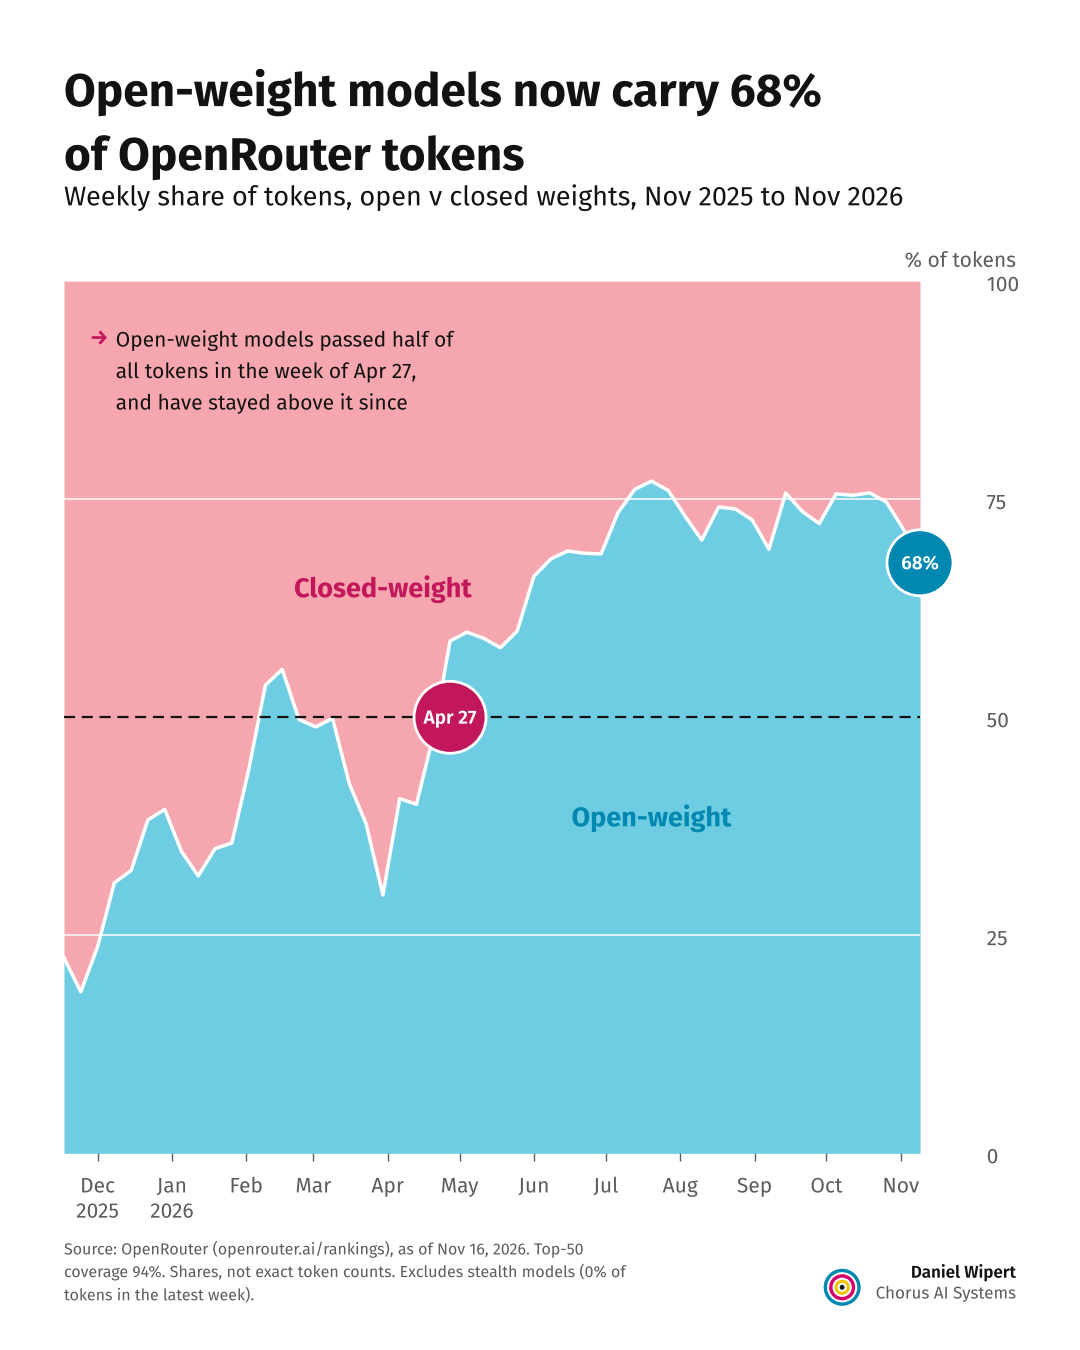 Open-weight models now carry 68%
of OpenRouter tokens
Weekly share of tokens, open v closed weights, Nov 2025 to Nov 2026
% of tokens
100
→ Open-weight models passed half of
all tokens in the week of Apr 27,
and have stayed above it since
75
68%
Closed-weight
Apr 27
50
Open-weight
25
0
Dec Jan Feb Mar Apr May Jun Jul Aug Sep Oct Nov
2025 2026
Source: OpenRouter (openrouter.ai/rankings), as of Nov 16, 2026. Top-50
coverage 94%. Shares, not exact token counts. Excludes stealth models (0% of
tokens in the latest week).
Daniel Wipert
Chorus AI Systems